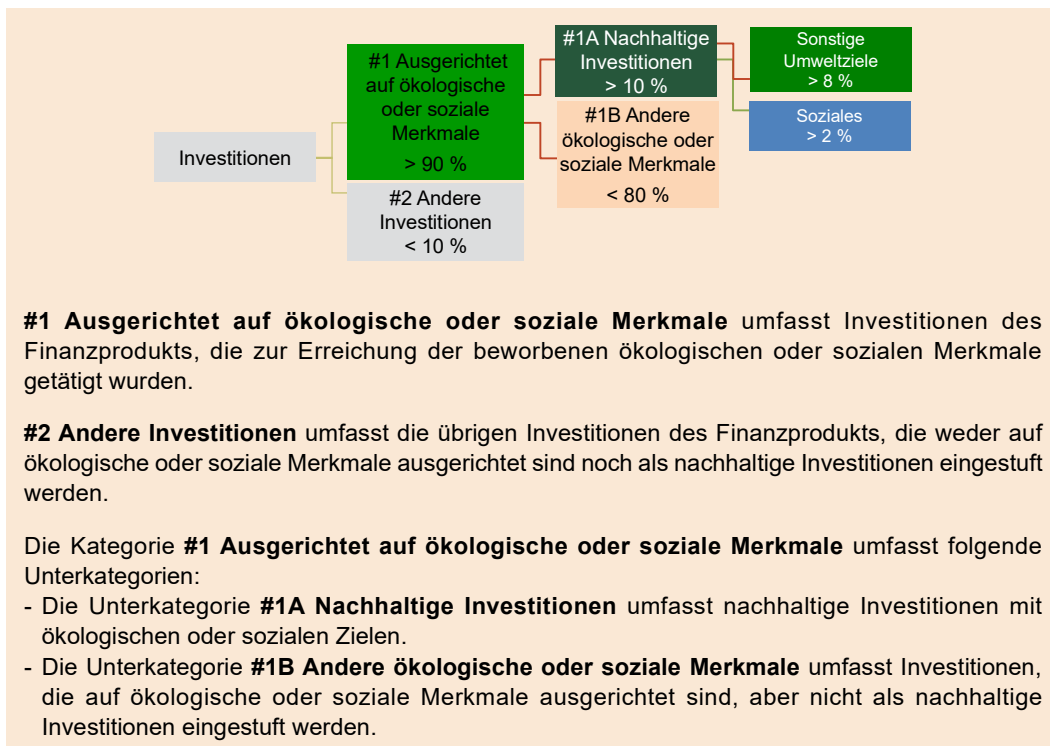 Investitionen
#1 Ausgerichtet
auf ökologische
oder soziale
Merkmale
> 90 %
#2 Andere
Investitionen
< 10 %
#1A Nachhaltige
Investitionen
> 10 %
#1B Andere
ökologische oder
soziale Merkmale
< 80 %
Sonstige
Umweltziele
> 8 %
Soziales
> 2 %
#1 Ausgerichtet auf ökologische oder soziale Merkmale umfasst Investitionen des
Finanzprodukts, die zur Erreichung der beworbenen ökologischen oder sozialen Merkmale
getätigt wurden.
#2 Andere Investitionen umfasst die übrigen Investitionen des Finanzprodukts, die weder auf
ökologische oder soziale Merkmale ausgerichtet sind noch als nachhaltige Investitionen eingestuft
werden.
Die Kategorie #1 Ausgerichtet auf ökologische oder soziale Merkmale umfasst folgende
Unterkategorien:
- Die Unterkategorie #1A Nachhaltige Investitionen umfasst nachhaltige Investitionen mit
ökologischen oder sozialen Zielen.
- Die Unterkategorie #1B Andere ökologische oder soziale Merkmale umfasst Investitionen,
die auf ökologische oder soziale Merkmale ausgerichtet sind, aber nicht als nachhaltige
Investitionen eingestuft werden.